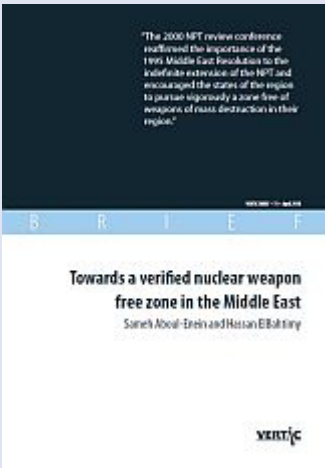 "The 2000 NPT review conference
reaffirmed the importance of the
1995 Middle East Resolution to the
indefinite extension of the NPT and
encouraged the states of the region
to pursue vigorously a zone free of
weapons of mass destruction in their
region."
B R I E F
Towards a verified nuclear weapon
free zone in the Middle East
Sameh Aboul-Enein and Hassan ElBahtimy
VERTIC